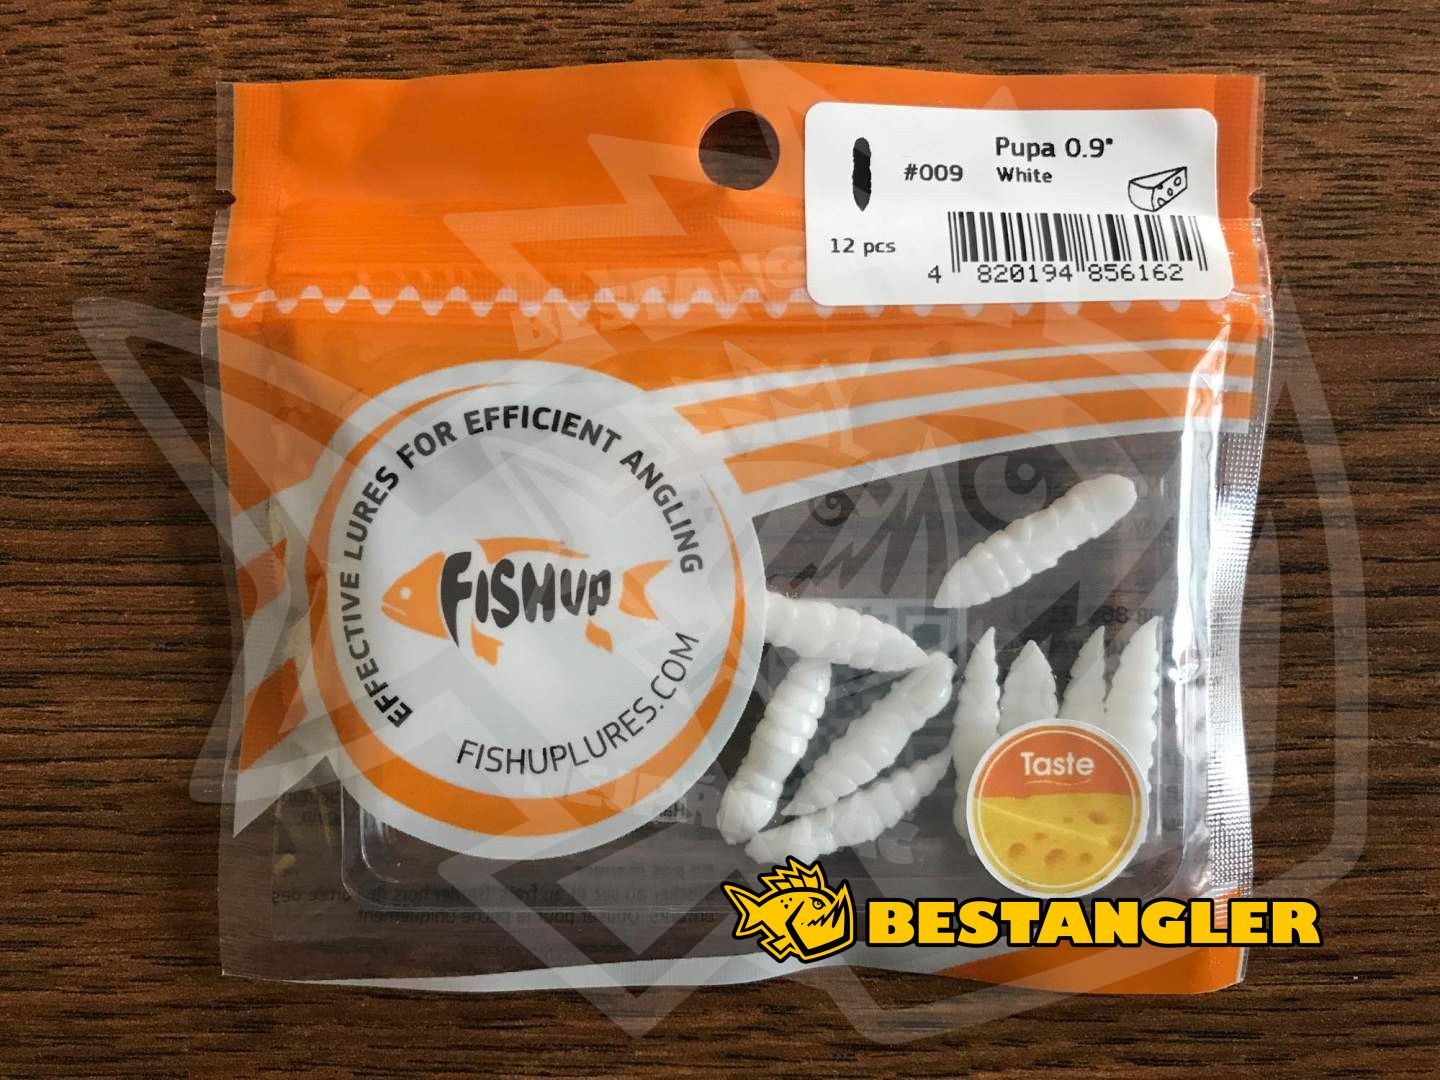 Pupa 0.9"
#009 White
12 pcs
4 820194 856162
EFFECTIVE LURES FOR EFFICIENT ANGLING
FISHUP
FISHUPLURES.COM
Taste
BESTANGLER